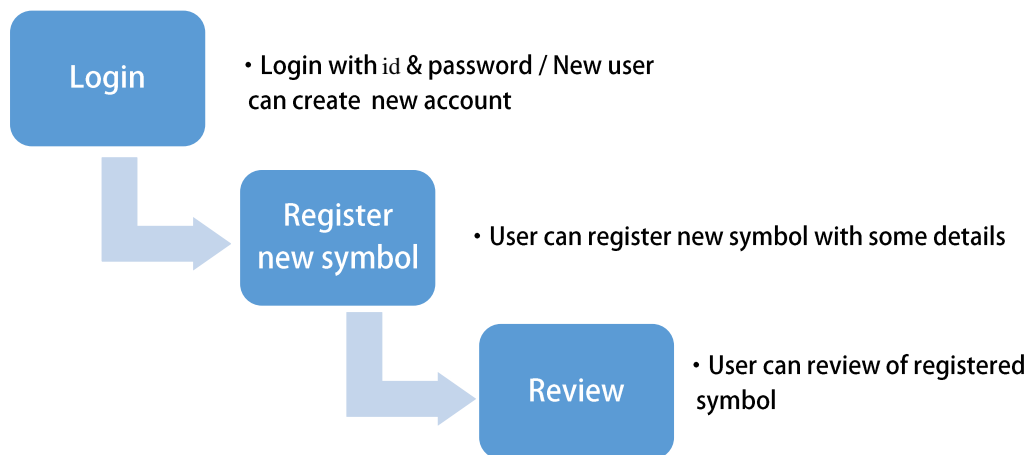 Login
・Login with id & password / New user
can create new account
Register
new symbol
・User can register new symbol with some details
Review
・User can review of registered
symbol